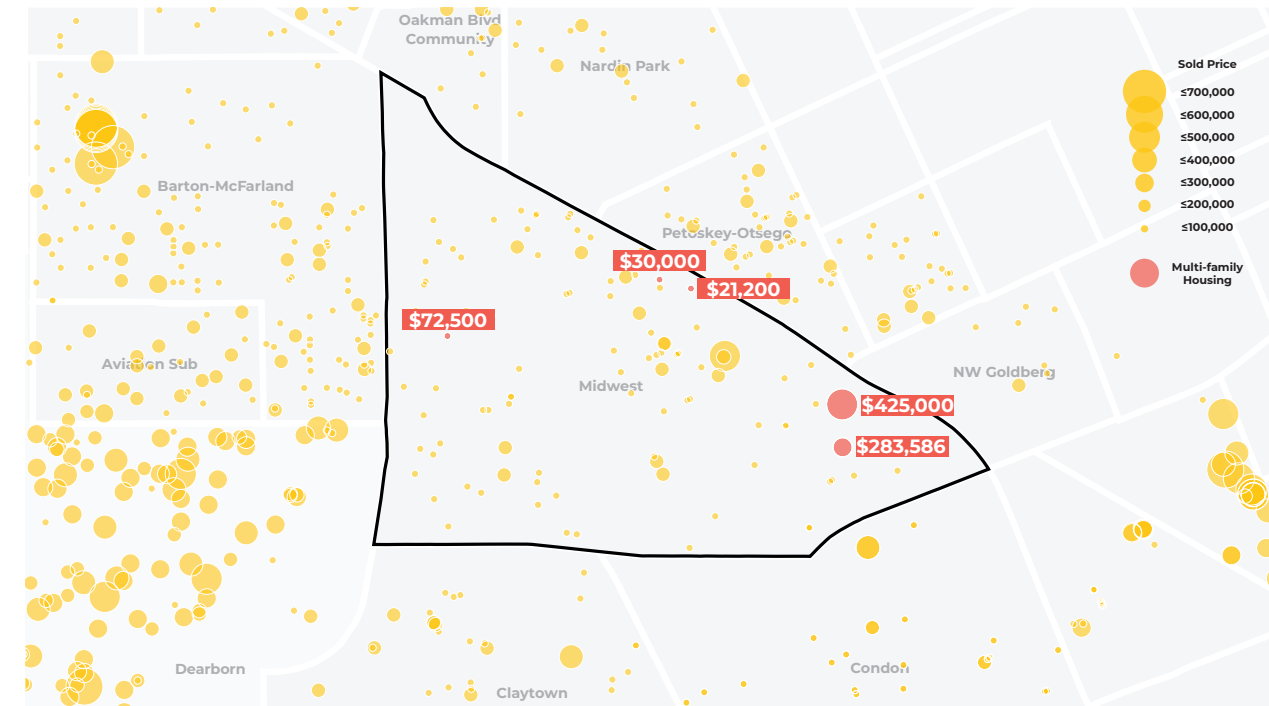 Oakman Blvd
Community
Nardin Park
Sold Price
≤700,000
≤600,000
≤500,000
≤400,000
≤300,000
≤200,000
≤100,000
Multi-family
Housing
Barton-McFarland
Petoskey-Otsego
$30,000
$21,200
$72,500
Aviation Sub
Midwest
NW Goldberg
$425,000
$283,586
Dearborn
Claytown
Condon